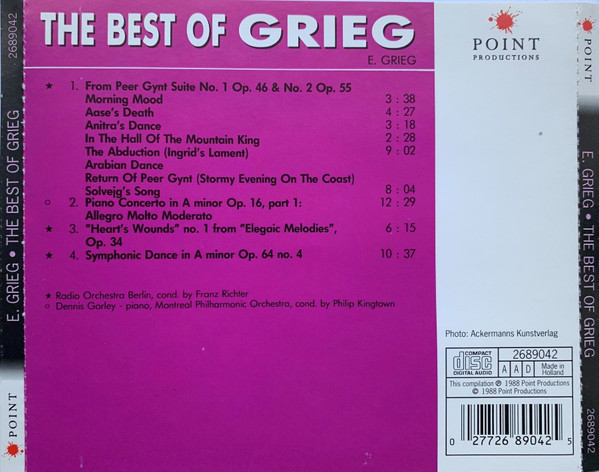 THE BEST OF GRIEG
E. GRIEG
★ 1. From Peer Gynt Suite No. 1 Op. 46 & No. 2 Op. 55
Morning Mood 3 : 38
Aase's Death 4 : 27
Anitra's Dance 3 : 18
In The Hall Of The Mountain King 2 : 28
The Abduction (Ingrid's Lament) 9 : 02
Arabian Dance
Return Of Peer Gynt (Stormy Evening On The Coast)
Solvejg's Song 8 : 04
○ 2. Piano Concerto in A minor Op. 16, part 1: 12 : 29
Allegro Molto Moderato
★ 3. "Heart's Wounds" no. 1 from "Elegaic Melodies", 6 : 15
Op. 34
★ 4. Symphonic Dance in A minor Op. 64 no. 4 10 : 37
★ Radio Orchestra Berlin, cond. by Franz Richter
○ Dennis Gorley - piano, Montreal Philharmonic Orchestra, cond. by Philip Kingtown
POINT
PRODUCTIONS
Photo: Ackermanns Kunstverlag
COMPACT
disc
DIGITAL AUDIO
2689042
A A D
Made in
Holland
This compilation ℗ 1988 Point Productions
© 1988 Point Productions
0 27726 89042 5
2689042
E. GRIEG • THE BEST OF GRIEG
POINT
POINT
E. GRIEG • THE BEST OF GRIEG
2689042